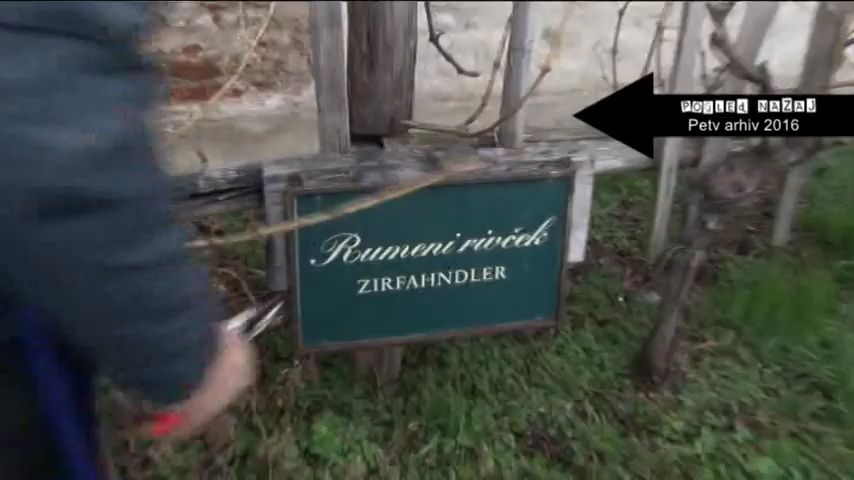 POGLED NAZAJ
Petv arhiv 2016
Rumeni rivček
ZIRFAHNDLER